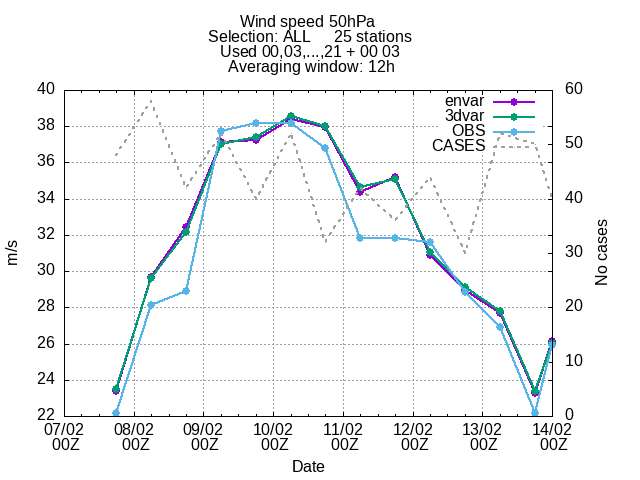 Wind speed 50hPa
Selection: ALL 25 stations
Used 00,03,...,21 + 00 03
Averaging window: 12h
envar
3dvar
OBS
CASES
40
38
36
34
32
30
28
26
24
22
m/s
60
50
40
30
20
10
0
No cases
07/02 08/02 09/02 10/02 11/02 12/02 13/02 14/02
00Z 00Z 00Z 00Z 00Z 00Z 00Z 00Z
Date